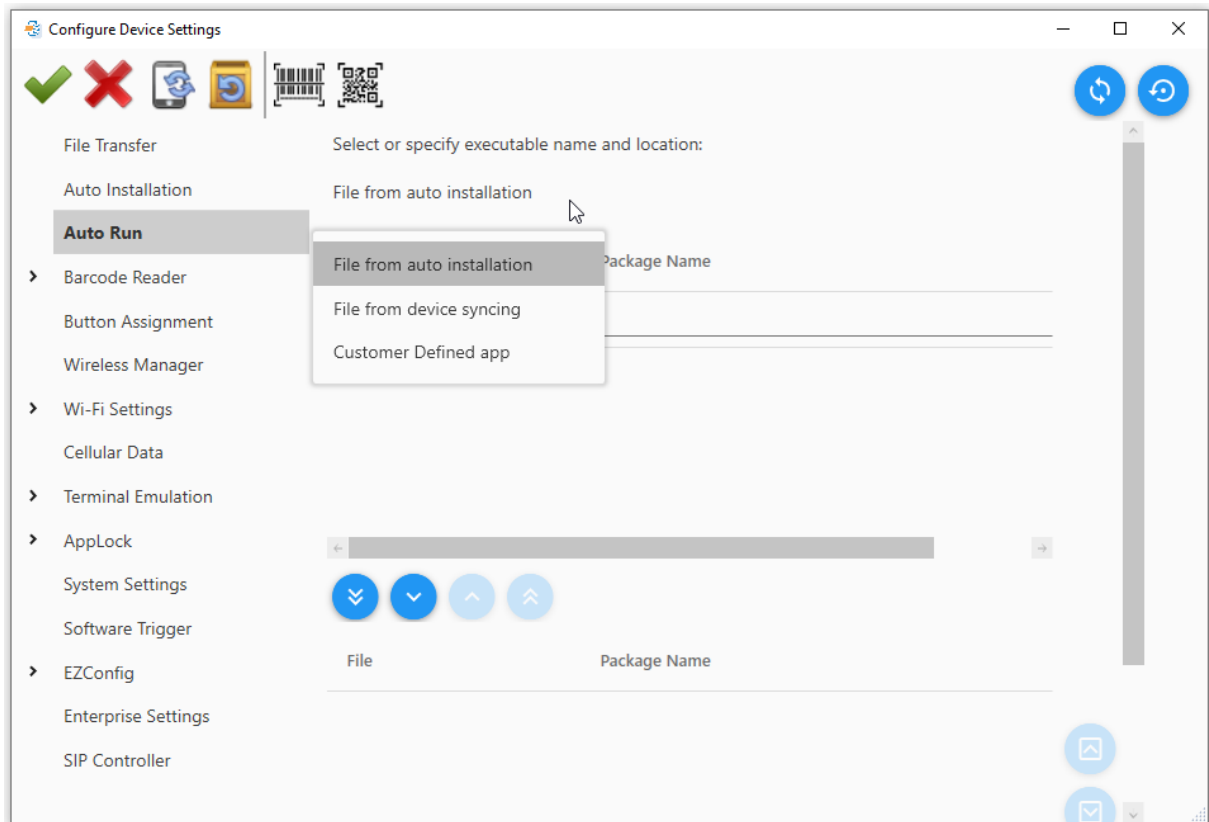 Configure Device Settings
File Transfer
Auto Installation
Auto Run
Barcode Reader
Button Assignment
Wireless Manager
Wi-Fi Settings
Cellular Data
Terminal Emulation
AppLock
System Settings
Software Trigger
EZConfig
Enterprise Settings
SIP Controller
Select or specify executable name and location:
File from auto installation
File from auto installation
File from device syncing
Customer Defined app
Package Name
File Package Name